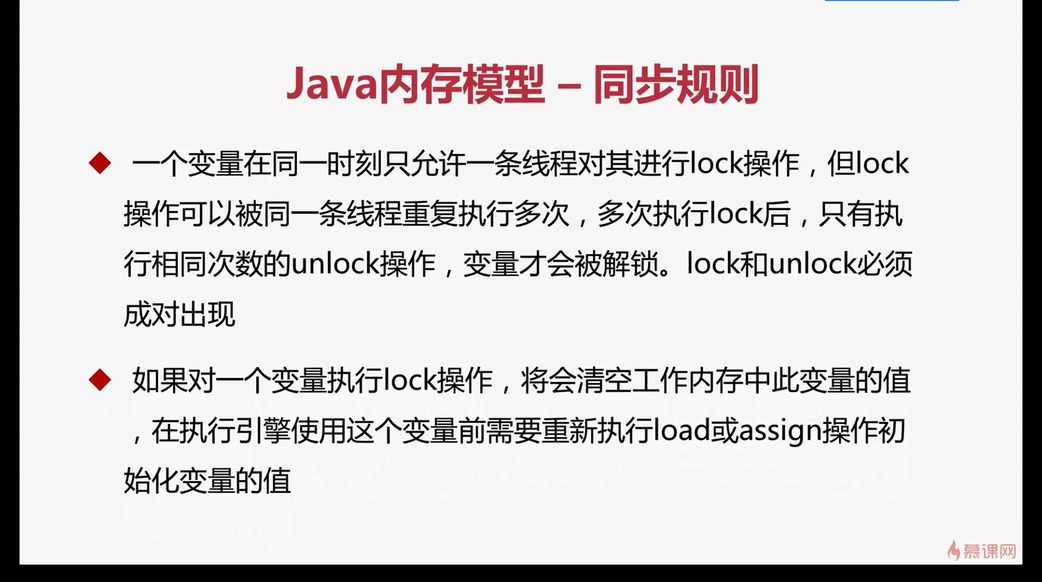 Java内存模型 – 同步规则
一个变量在同一时刻只允许一条线程对其进行lock操作，但lock
操作可以被同一条线程重复执行多次，多次执行lock后，只有执
行相同次数的unlock操作，变量才会被解锁。lock和unlock必须
成对出现
如果对一个变量执行lock操作，将会清空工作内存中此变量的值
，在执行引擎使用这个变量前需要重新执行load或assign操作初
始化变量的值
慕课网